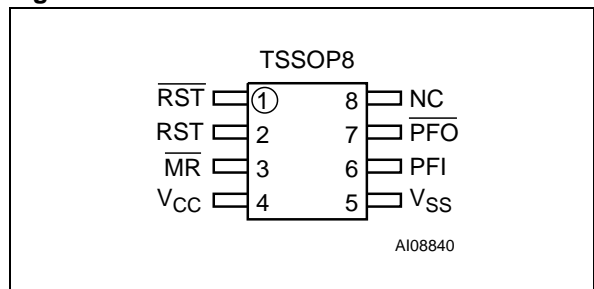 TSSOP8
RST 1 8 NC
RST 2 7 PFO
MR 3 6 PFI
VCC 4 5 VSS
AI08840